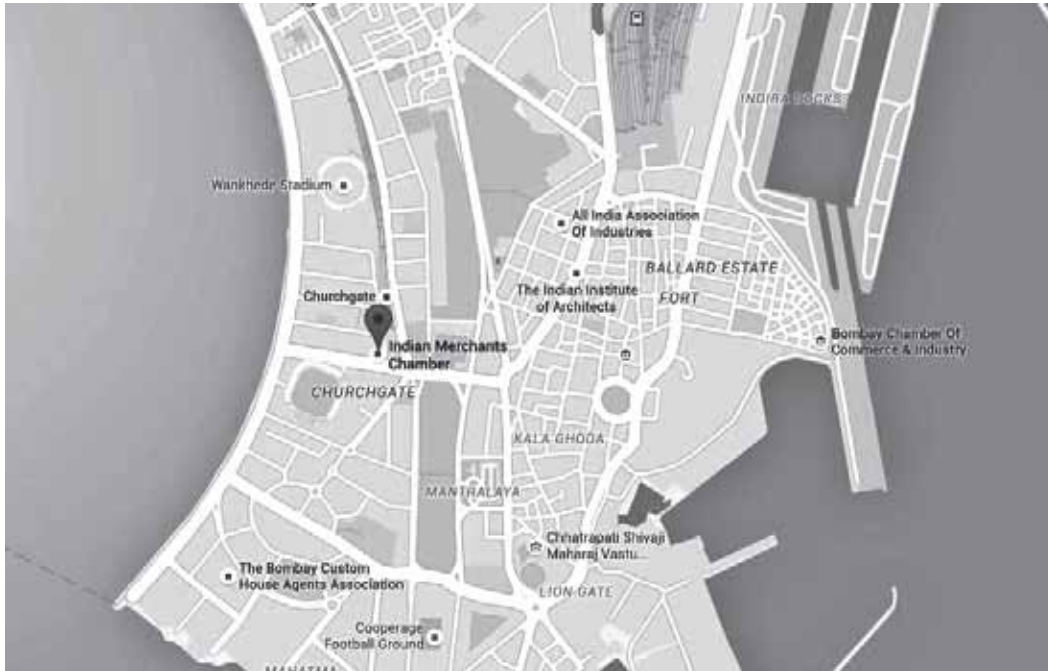 INDIRA DOCKS
Wankhede Stadium
All India Association
Of Industries
BALLARD ESTATE
The Indian Institute
of Architects
FORT
Churchgate
Indian Merchants
Chamber
Bombay Chamber Of
Commerce & Industry
CHURCHGATE
KALA GHODA
MANTRALAYA
Chhatrapati Shivaji
Maharaj Vastu...
The Bombay Custom
House Agents Association
LION GATE
Cooperage
Football Ground